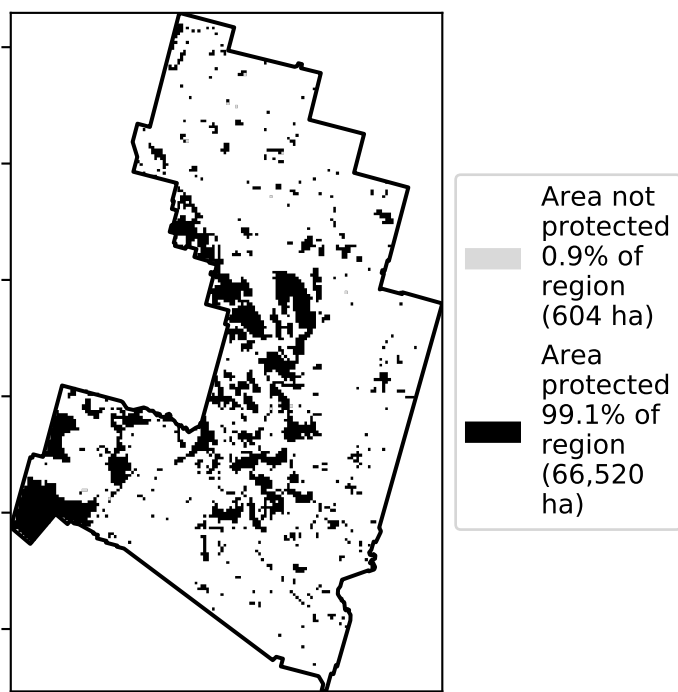 Area not
protected
0.9% of
region
(604 ha)
Area
protected
99.1% of
region
(66,520
ha)